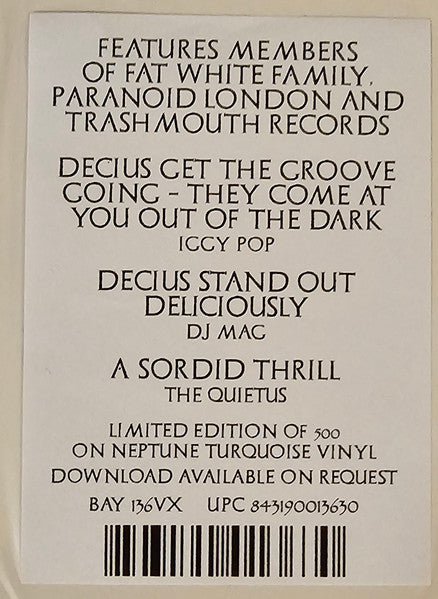 FEATURES MEMBERS
OF FAT WHITE FAMILY,
PARANOID LONDON AND
TRASHMOUTH RECORDS
DECIUS GET THE GROOVE
GOING - THEY COME AT
YOU OUT OF THE DARK
IGGY POP
DECIUS STAND OUT
DELICIOUSLY
DJ MAG
A SORDID THRILL
THE QUIETUS
LIMITED EDITION OF 500
ON NEPTUNE TURQUOISE VINYL
DOWNLOAD AVAILABLE ON REQUEST
BAY 136VX UPC 843190013630